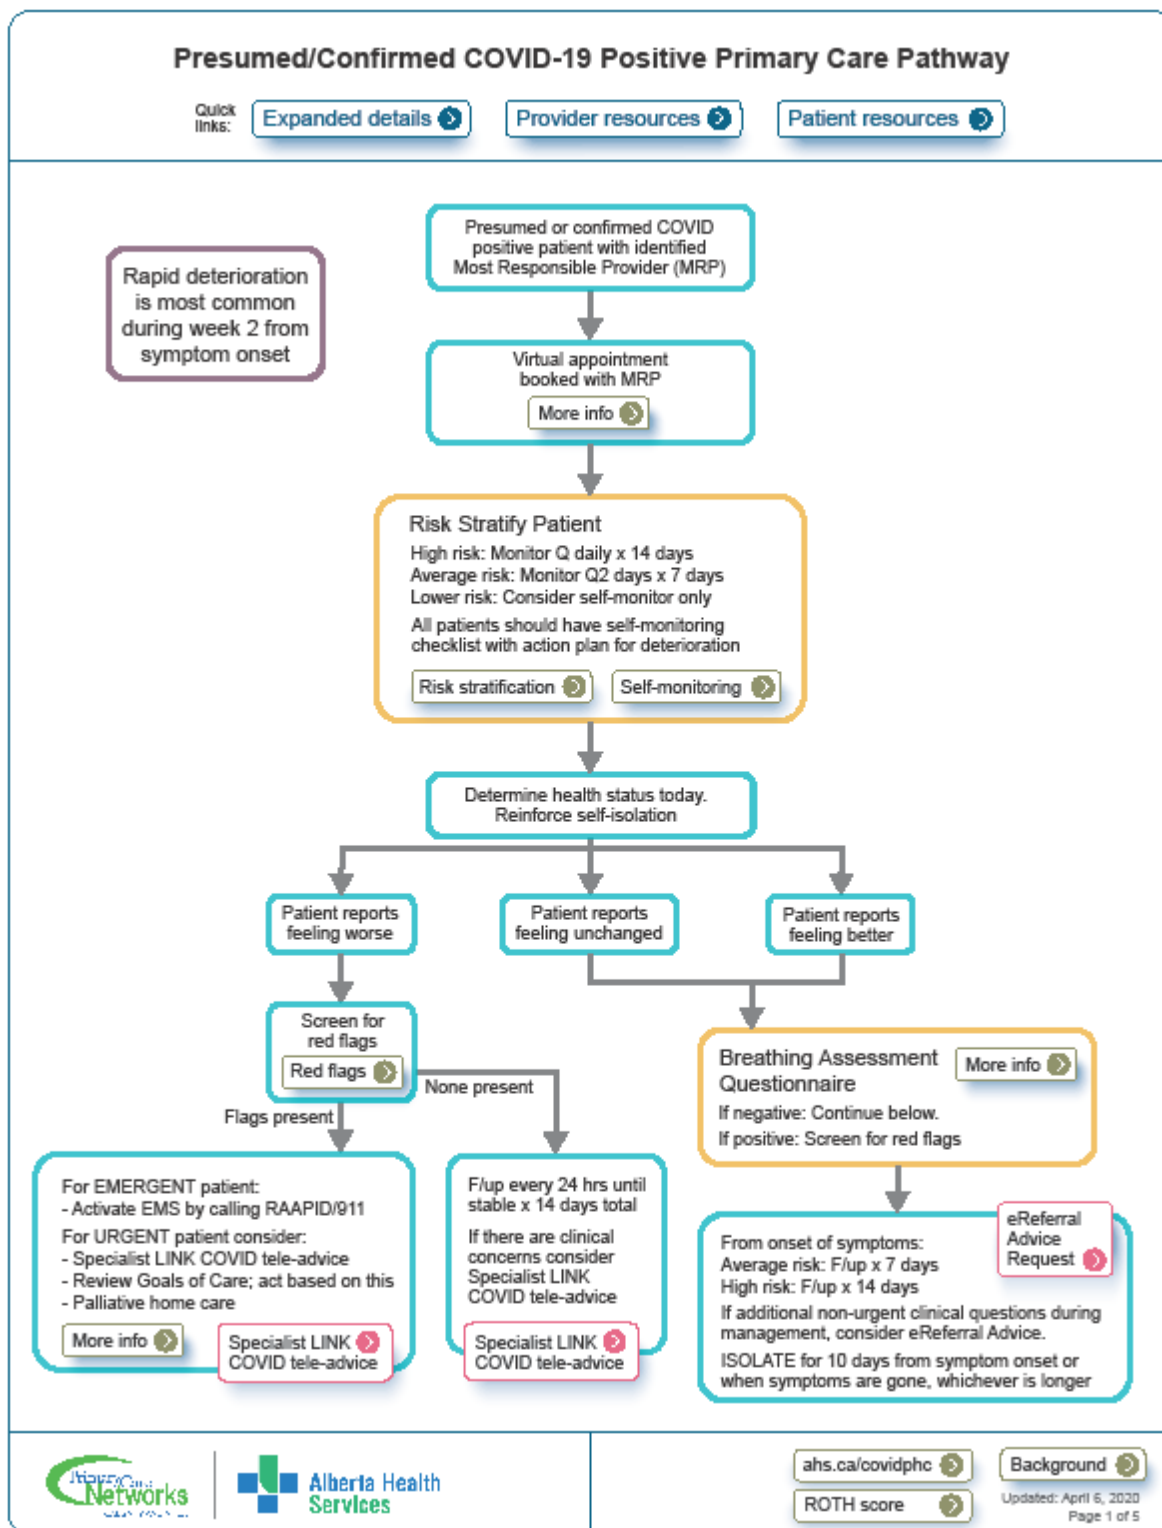 Presumed/Confirmed COVID-19 Positive Primary Care Pathway
Quick
links:
Expanded details
Provider resources
Patient resources
Rapid deterioration
is most common
during week 2 from
symptom onset
Presumed or confirmed COVID
positive patient with identified
Most Responsible Provider (MRP)
Virtual appointment
booked with MRP
More info
Risk Stratify Patient
High risk: Monitor Q daily x 14 days
Average risk: Monitor Q2 days x 7 days
Lower risk: Consider self-monitor only
All patients should have self-monitoring
checklist with action plan for deterioration
Risk stratification
Self-monitoring
Determine health status today.
Reinforce self-isolation
Patient reports
feeling worse
Patient reports
feeling unchanged
Patient reports
feeling better
Screen for
red flags
Red flags
None present
Flags present
Breathing Assessment
Questionnaire
More info
If negative: Continue below.
If positive: Screen for red flags
For EMERGENT patient:
- Activate EMS by calling RAAPID/911
For URGENT patient consider:
- Specialist LINK COVID tele-advice
- Review Goals of Care; act based on this
- Palliative home care
More info
Specialist LINK
COVID tele-advice
F/up every 24 hrs until
stable x 14 days total
If there are clinical
concerns consider
Specialist LINK
COVID tele-advice
Specialist LINK
COVID tele-advice
eReferral
Advice
Request
From onset of symptoms:
Average risk: F/up x 7 days
High risk: F/up x 14 days
If additional non-urgent clinical questions during
management, consider eReferral Advice.
ISOLATE for 10 days from symptom onset or
when symptoms are gone, whichever is longer
Primary Care
Networks
Alberta Health
Services
ahs.ca/covidphc
Background
ROTH score
Updated: April 6, 2020
Page 1 of 5